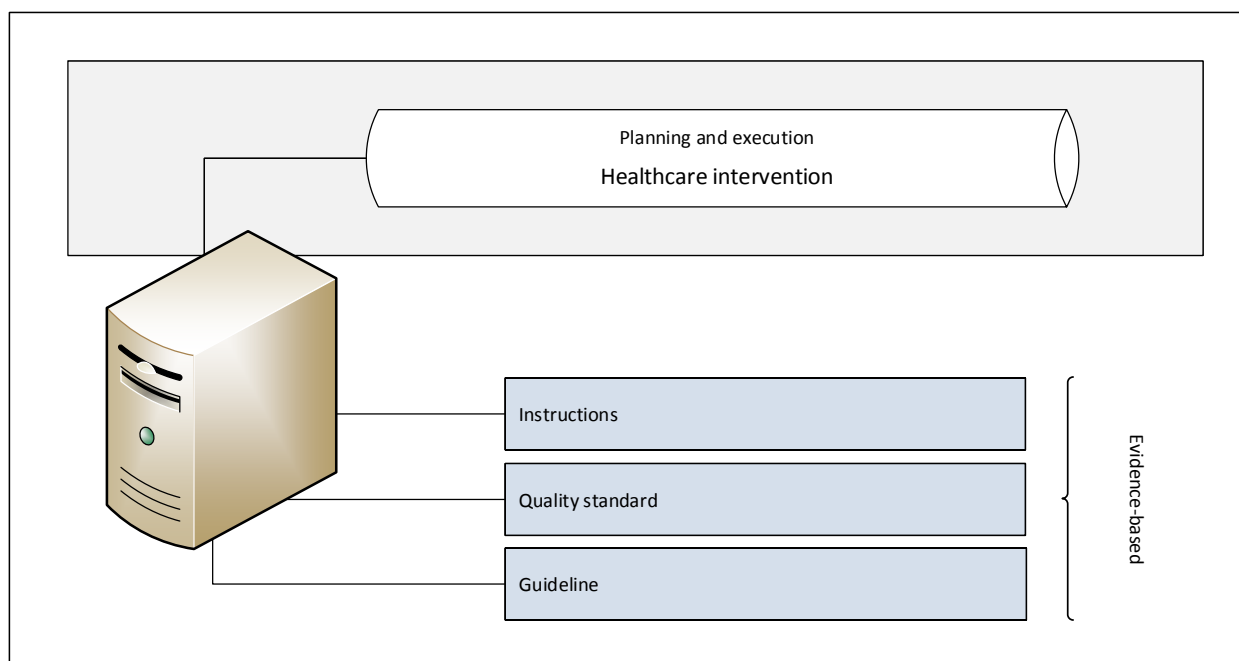 Planning and execution
Healthcare intervention
Instructions
Quality standard
Guideline
Evidence-based